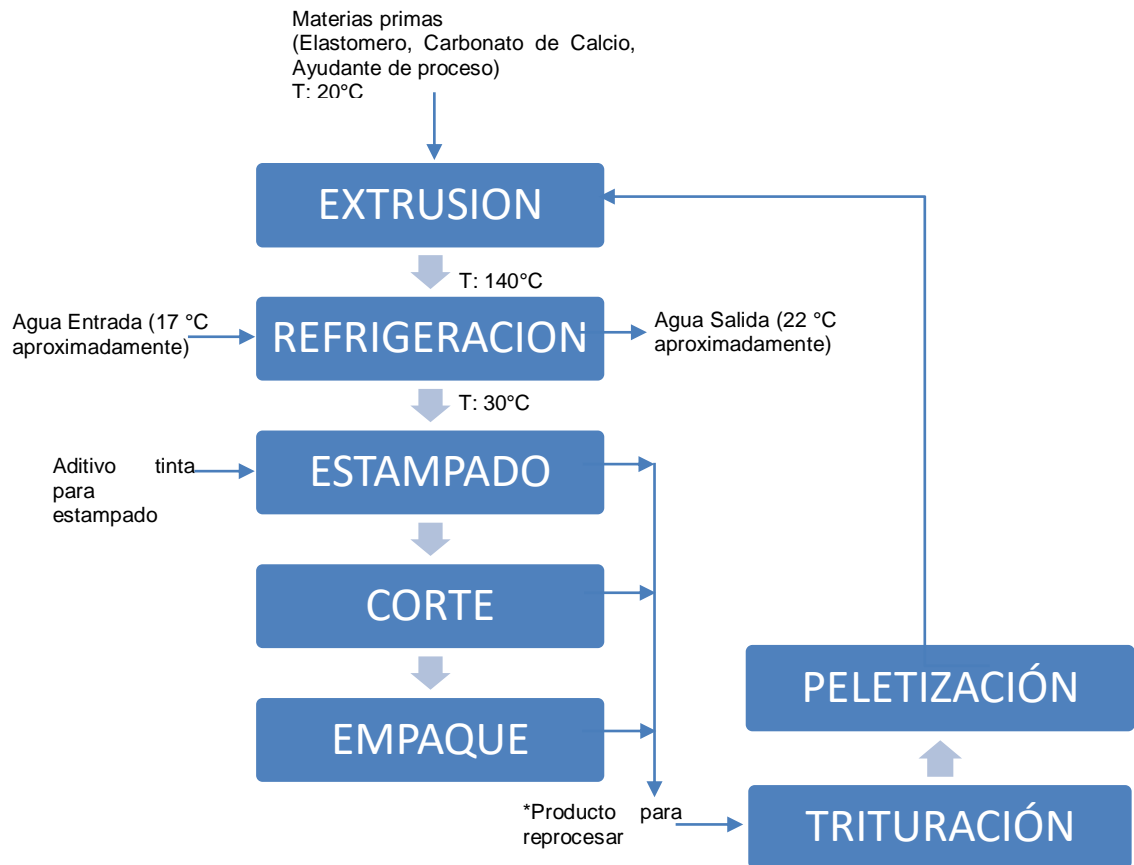 Materias primas
(Elastomero, Carbonato de Calcio,
Ayudante de proceso)
T: 20°C
EXTRUSION
T: 140°C
Agua Entrada (17 °C
aproximadamente)
REFRIGERACION
Agua Salida (22 °C
aproximadamente)
T: 30°C
Aditivo tinta
para
estampado
ESTAMPADO
CORTE
EMPAQUE
PELETIZACIÓN
*Producto para
reprocesar
TRITURACIÓN